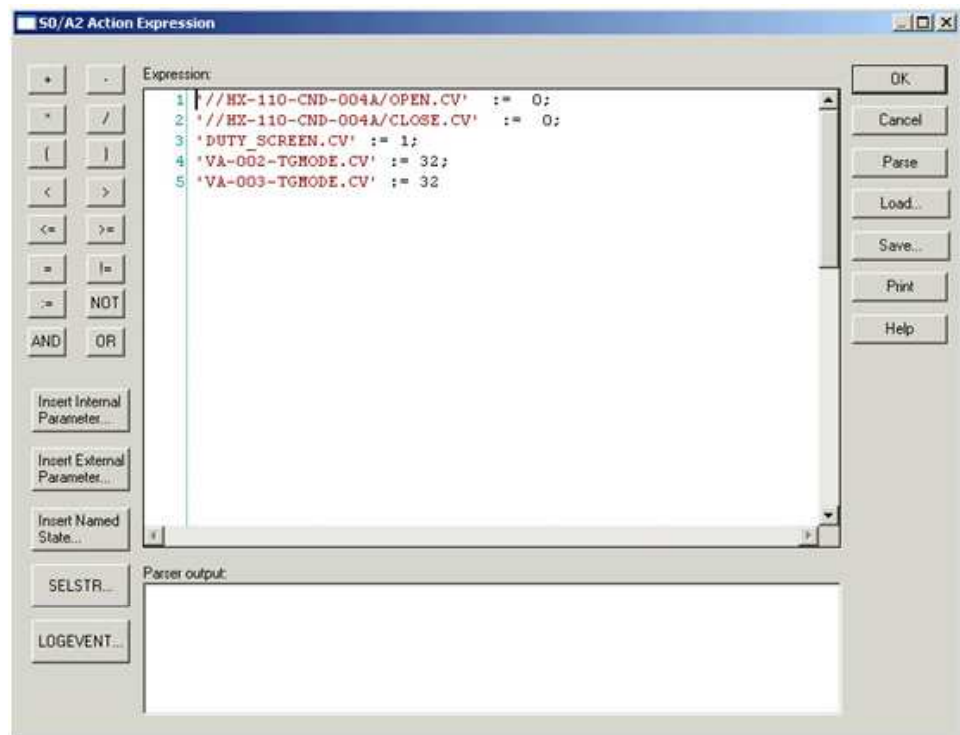 S0/A2 Action Expression
+ -
* /
( )
< >
<= >=
= !=
:= NOT
AND OR
Insert Internal
Parameter...
Insert External
Parameter...
Insert Named
State...
SELSTR...
LOGEVENT...
Expression:
1 '//HX-110-CND-004A/OPEN.CV' := 0;
2 '//HX-110-CND-004A/CLOSE.CV' := 0;
3 'DUTY_SCREEN.CV' := 1;
4 'VA-002-TGMODE.CV' := 32;
5 'VA-003-TGMODE.CV' := 32
Parser output:
OK
Cancel
Parse
Load...
Save...
Print
Help